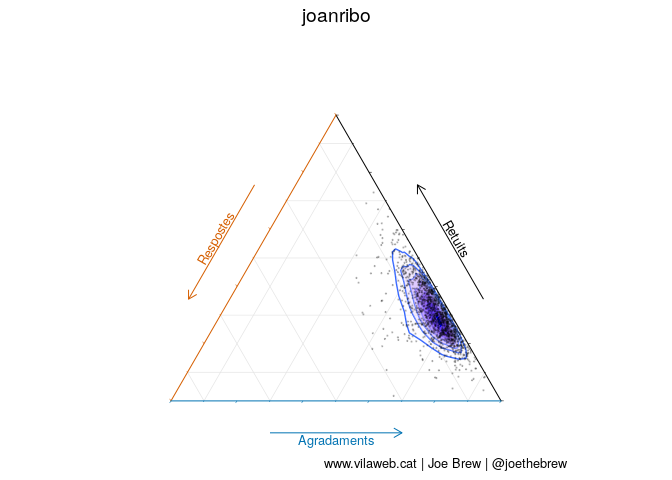 joanribo
Respostes
Retuits
Agradaments
www.vilaweb.cat | Joe Brew | @joethebrew